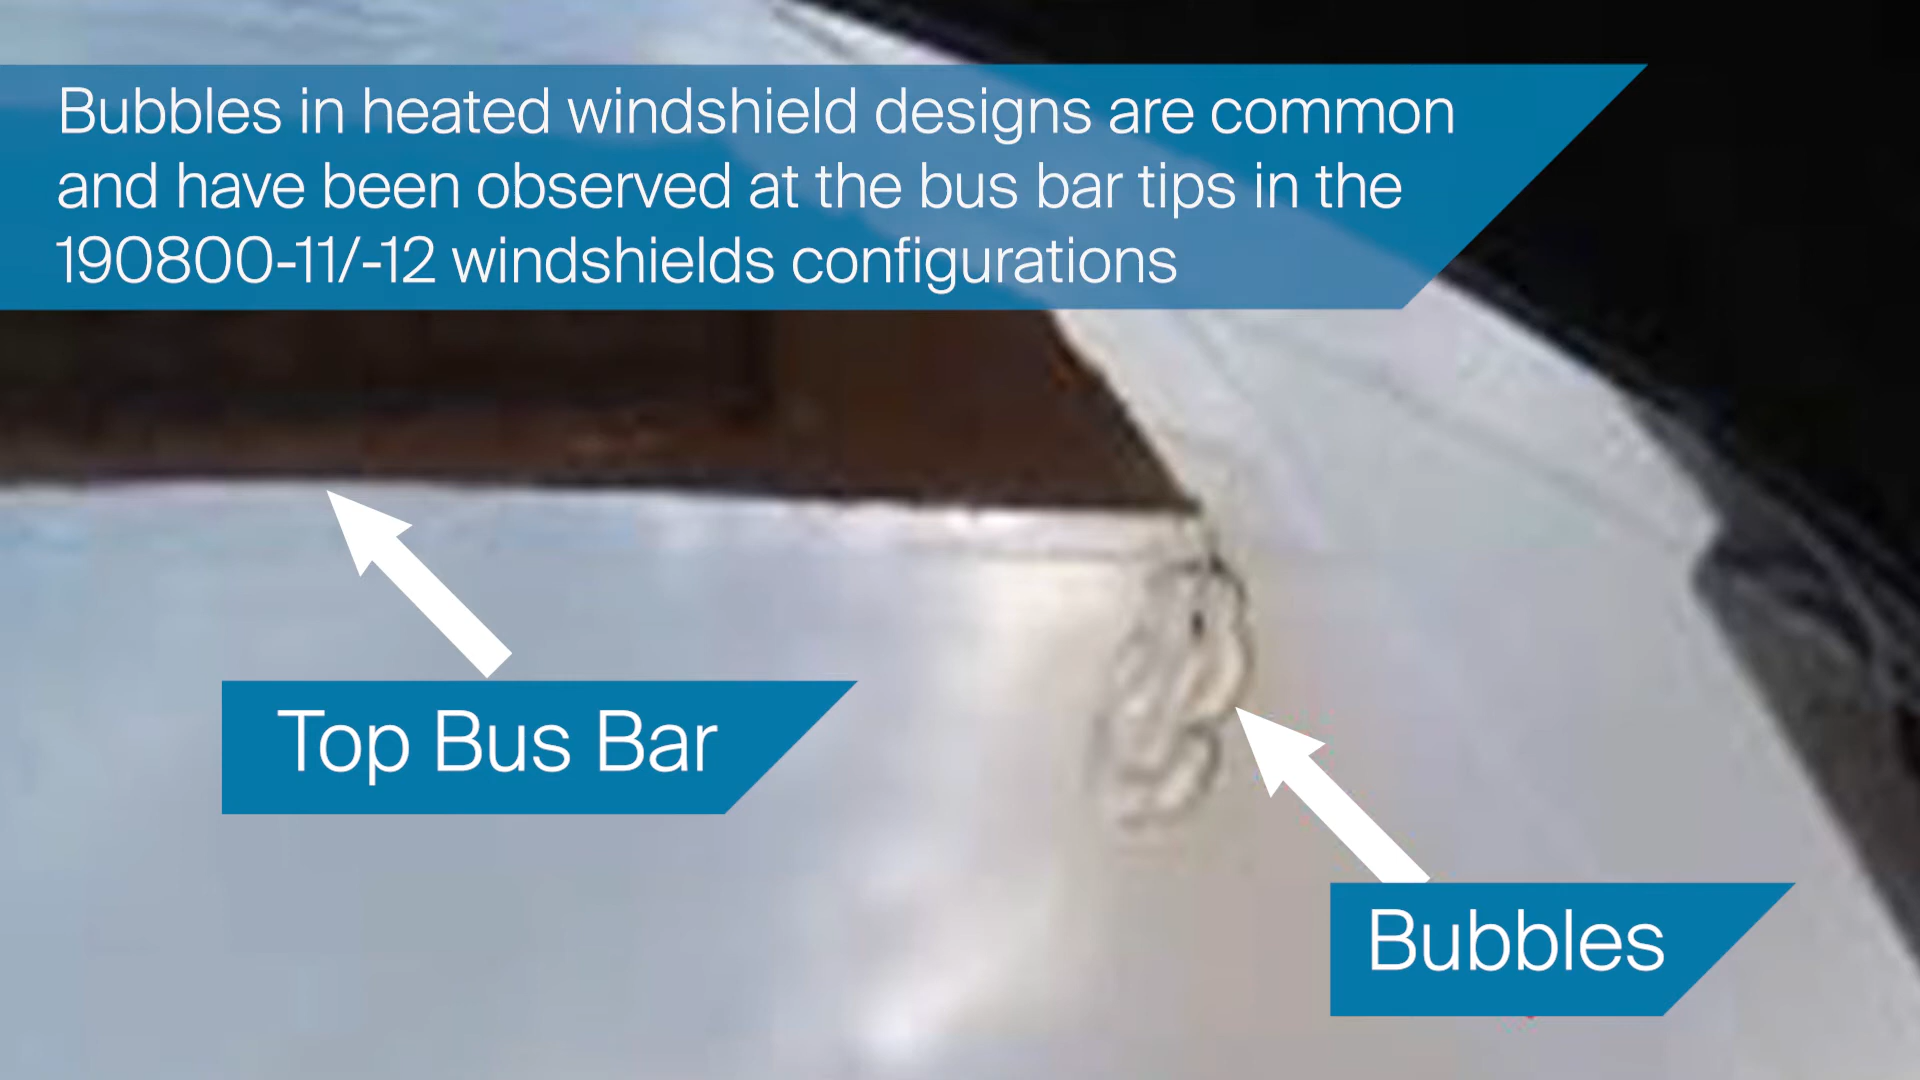 Bubbles in heated windshield designs are common
and have been observed at the bus bar tips in the
190800-11/-12 windshields configurations
Top Bus Bar
Bubbles